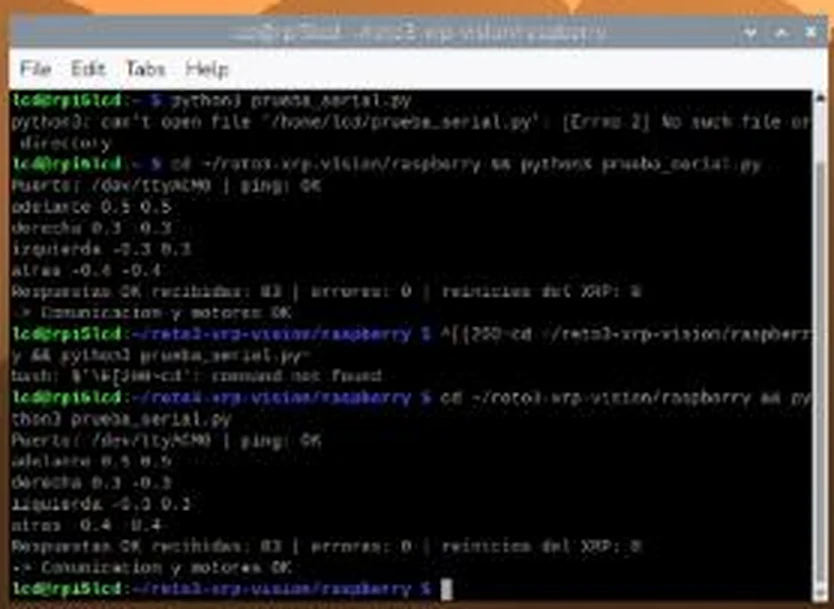 File Edit Tabs Help
lcd@rpi5lcd:~ $ python3 prueba_serial.py
python3: can't open file '/home/lcd/prueba_serial.py': [Errno 2] No such file or
directory
lcd@rpi5lcd:~ $ cd ~/reto3-xrp-vision/raspberry && python3 prueba_serial.py
Puerto: /dev/ttyACM0 | ping: OK
adelante 0.5 0.5
derecha 0.3 -0.3
izquierda -0.3 0.3
atras -0.4 -0.4
Respuestas OK recibidas: 83 | errores: 0 | reinicios del XRP:
-> Comunicacion y motores OK
lcd@rpi5lcd:~/reto3-xrp-vision/raspberry $ ^[[200~cd ~/reto3-xrp-vision/raspberr
y && python3 prueba_serial.py~
bash: $'\E[200~cd': command not found
lcd@rpi5lcd:~/reto3-xrp-vision/raspberry $ cd ~/reto3-xrp-vision/raspberry && py
thon3 prueba_serial.py
Puerto: /dev/ttyACM0 | ping: OK
adelante 0.5 0.5
derecha 0.3 -0.3
izquierda -0.3 0.3
atras -0.4 -0.4
Respuestas OK recibidas: 83 | errores: 0 | reinicios del XRP:
-> Comunicacion y motores OK
lcd@rpi5lcd:~/reto3-xrp-vision/raspberry $